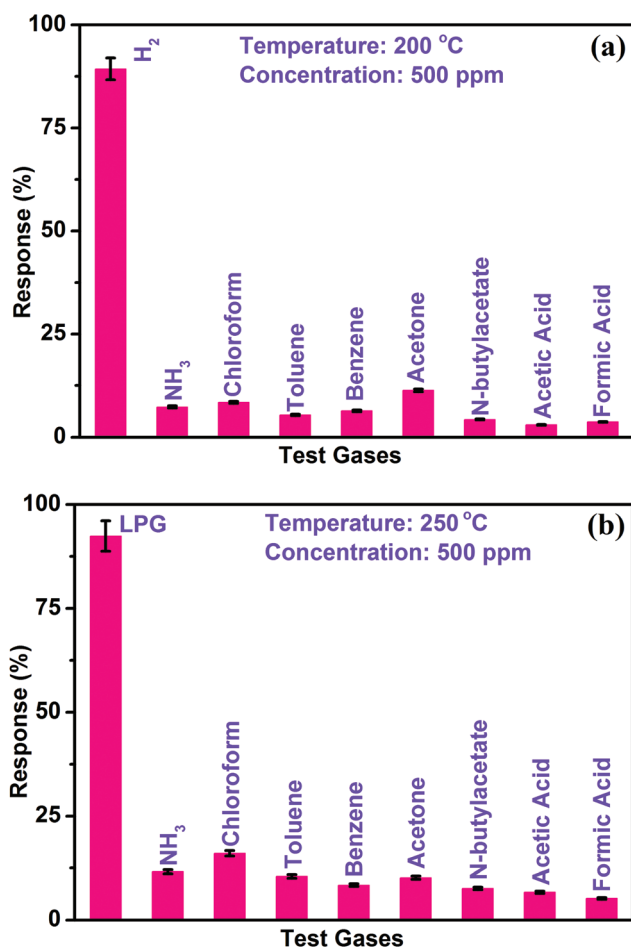 (a)
Temperature: 200 °C
Concentration: 500 ppm
Response (%)
100
75
50
25
0
H₂
NH₃
Chloroform
Toluene
Benzene
Acetone
N-butylacetate
Acetic Acid
Formic Acid
Test Gases
(b)
Temperature: 250 °C
Concentration: 500 ppm
Response (%)
100
75
50
25
0
LPG
NH₃
Chloroform
Toluene
Benzene
Acetone
N-butylacetate
Acetic Acid
Formic Acid
Test Gases